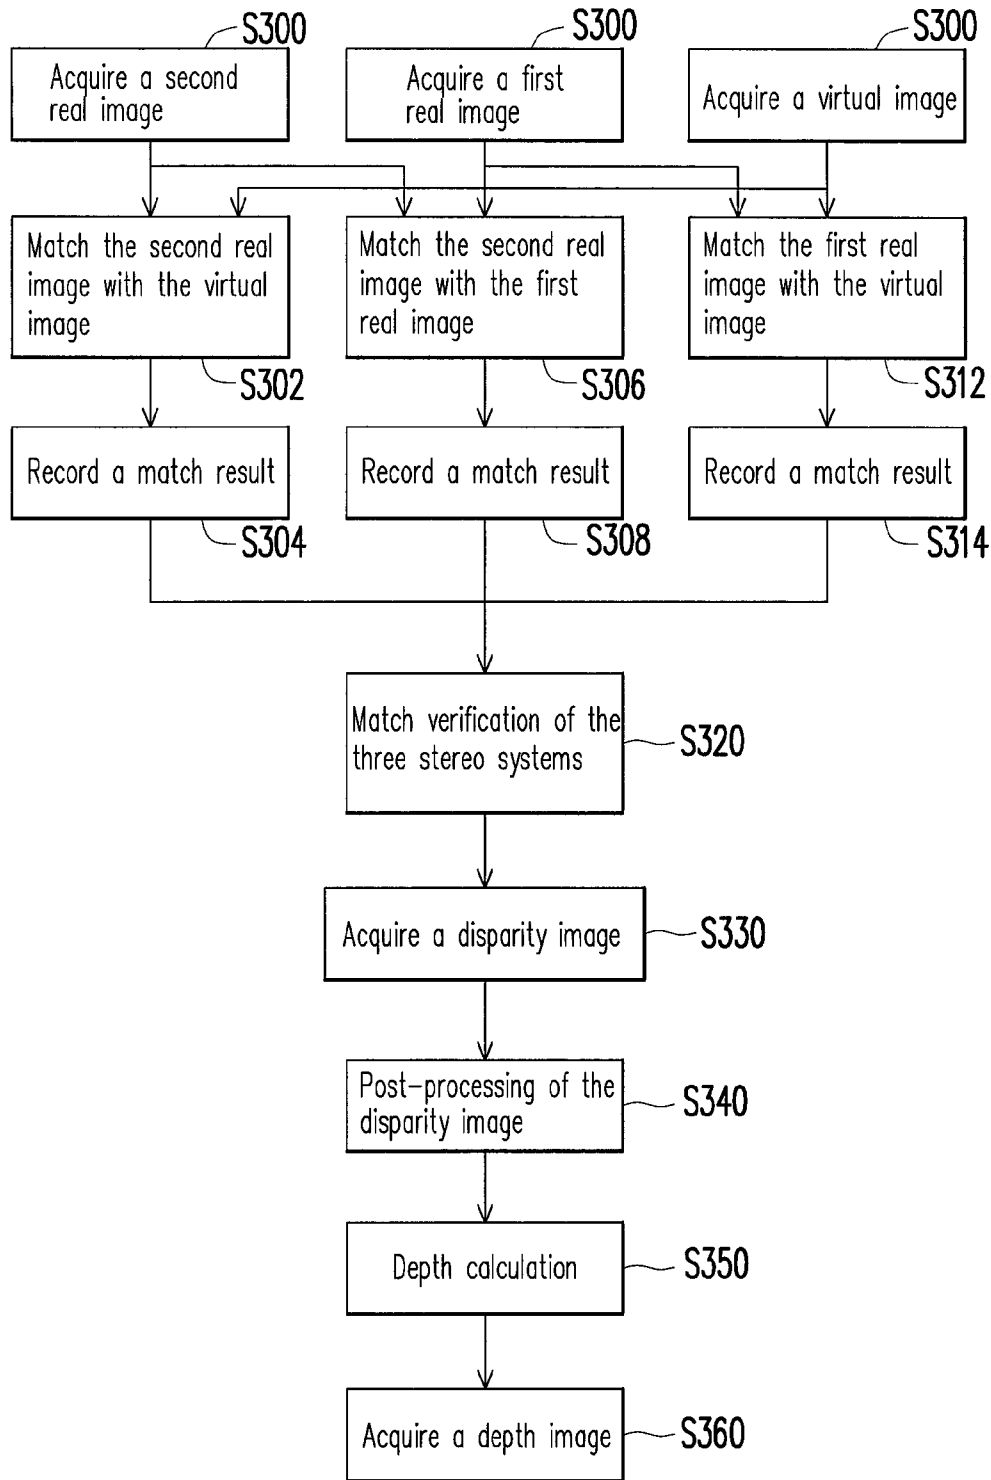 S300
S300
S300
Acquire a second
real image
Acquire a first
real image
Acquire a virtual image
Match the second real
image with the virtual
image
Match the second real
image with the first
real image
Match the first real
image with the virtual
image
S302
S306
S312
Record a match result
Record a match result
Record a match result
S304
S308
S314
Match verification of the
three stereo systems
S320
Acquire a disparity image
S330
Post-processing of the
disparity image
S340
Depth calculation
S350
Acquire a depth image
S360